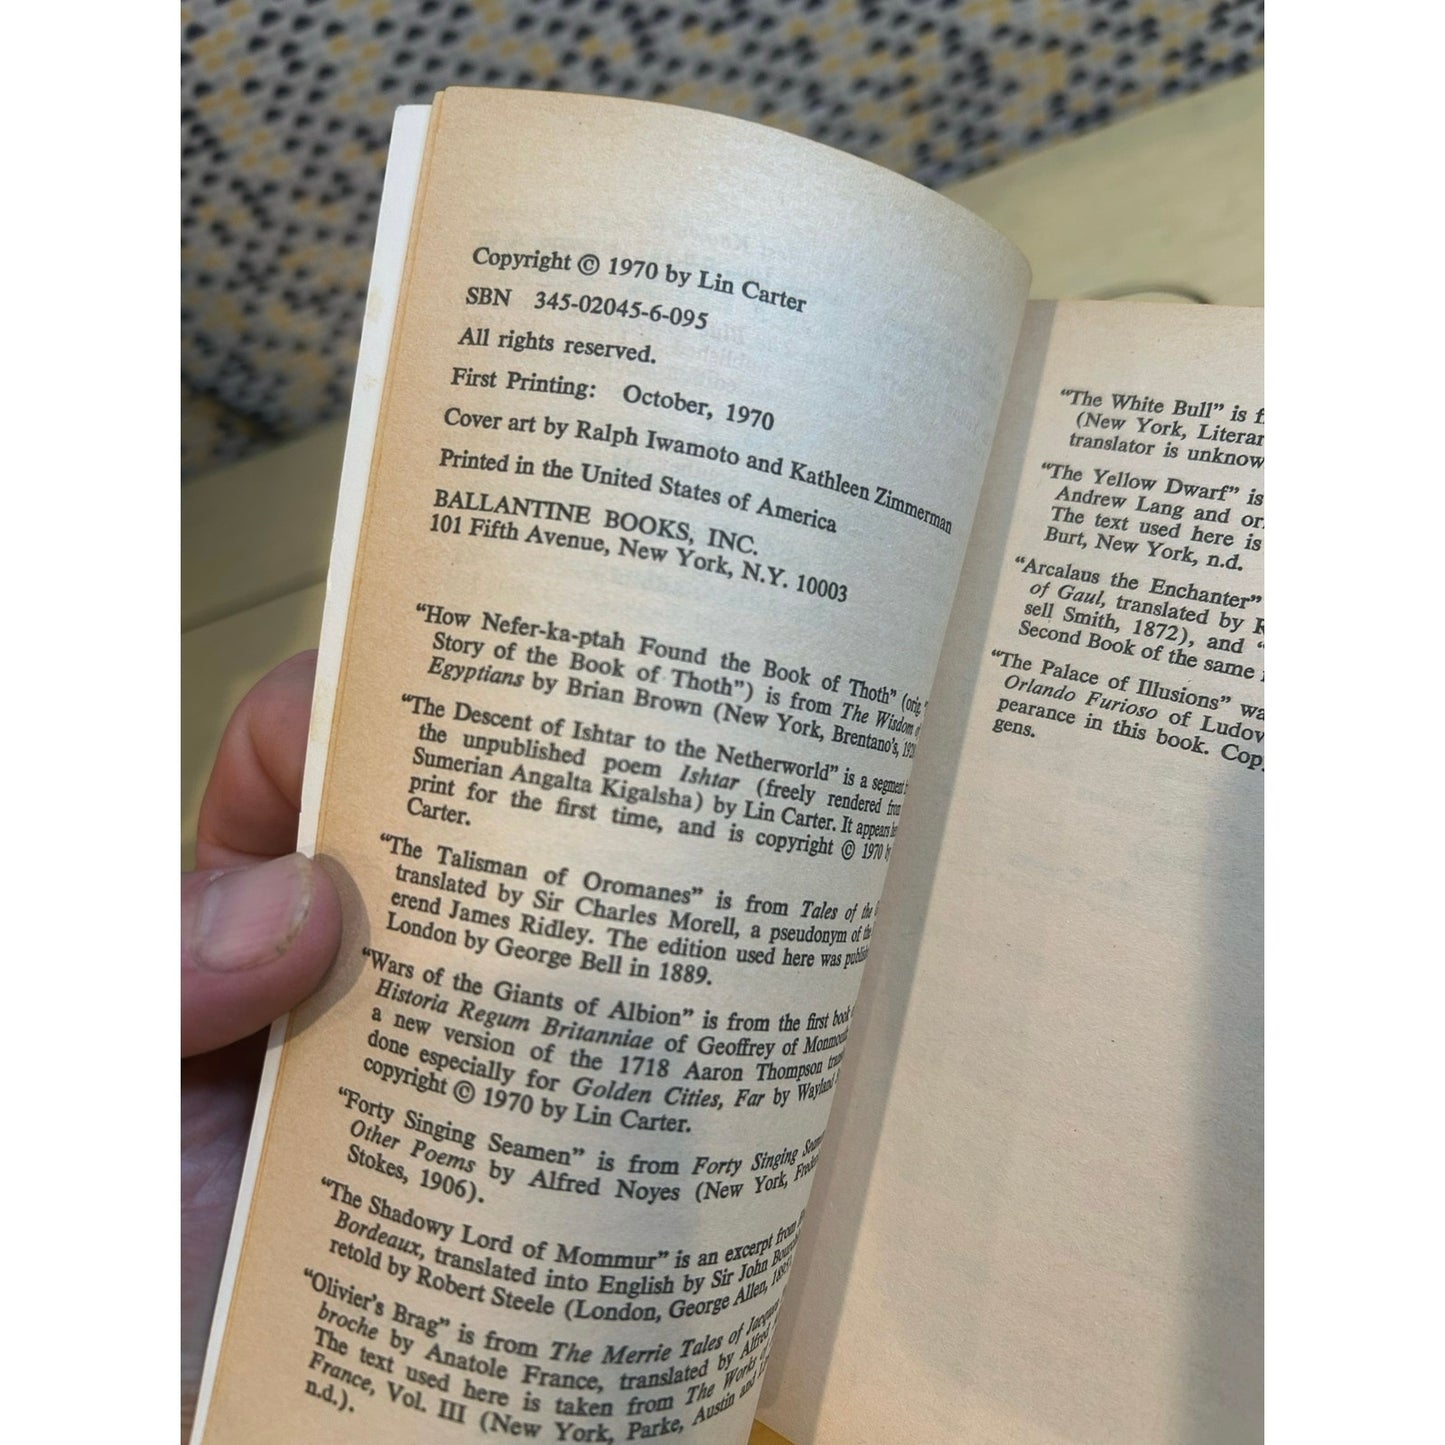 Copyright © 1970 by Lin Carter
SBN 345-02045-6-095
All rights reserved.
First Printing: October, 1970
Cover art by Ralph Iwamoto and Kathleen Zimmerman
Printed in the United States of America
BALLANTINE BOOKS, INC.
101 Fifth Avenue, New York, N.Y. 10003
“How Nefer-ka-ptah Found the Book of Thoth” (orig. “
Story of the Book of Thoth”) is from The Wisdom of
Egyptians by Brian Brown (New York, Brentano’s,
“The Descent of Ishtar to the Netherworld” is a segment
the unpublished poem Ishtar (freely rendered from
Sumerian Angalta Kigalsha) by Lin Carter. It appears
print for the first time, and is copyright © 1970 by
Carter.
“The Talisman of Oromanes” is from Tales of the
translated by Sir Charles Morell, a pseudonym of the
erend James Ridley. The edition used here was
London by George Bell in 1889.
“Wars of the Giants of Albion” is from the first book
Historia Regum Britanniae of Geoffrey of Monmouth
a new version of the 1718 Aaron Thompson
done especially for Golden Cities, Far by Wayland
copyright © 1970 by Lin Carter.
“Forty Singing Seamen” is from Forty Singing
Other Poems by Alfred Noyes (New York,
Stokes, 1906).
“The Shadowy Lord of Mommur” is an excerpt from
Bordeaux, translated into English by Sir John
retold by Robert Steele (London, George Allen, 1895)
“Olivier’s Brag” is from The Merrie Tales of Jacques
broche by Anatole France, translated by Alfred
The text used here is taken from The Works of
France, Vol. III (New York, Parke, Austin and
n.d.).
“The White Bull” is
(New York,
translator is
“The Yellow Dwarf” is
Andrew Lang and
The text used here is
Burt, New York, n.d.
“Arcalaus the Enchanter”
of Gaul, translated by
sell Smith, 1872), and “
Second Book of the same
“The Palace of Illusions”
Orlando Furioso of
pearance in this book.
gens.